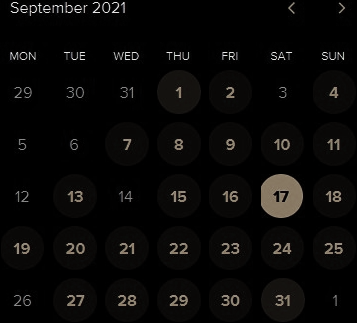 September 2021
MON TUE WED THU FRI SAT SUN
29 30 31 1 2 3 4
5 6 7 8 9 10 11
12 13 14 15 16 17 18
19 20 21 22 23 24 25
26 27 28 29 30 31 1